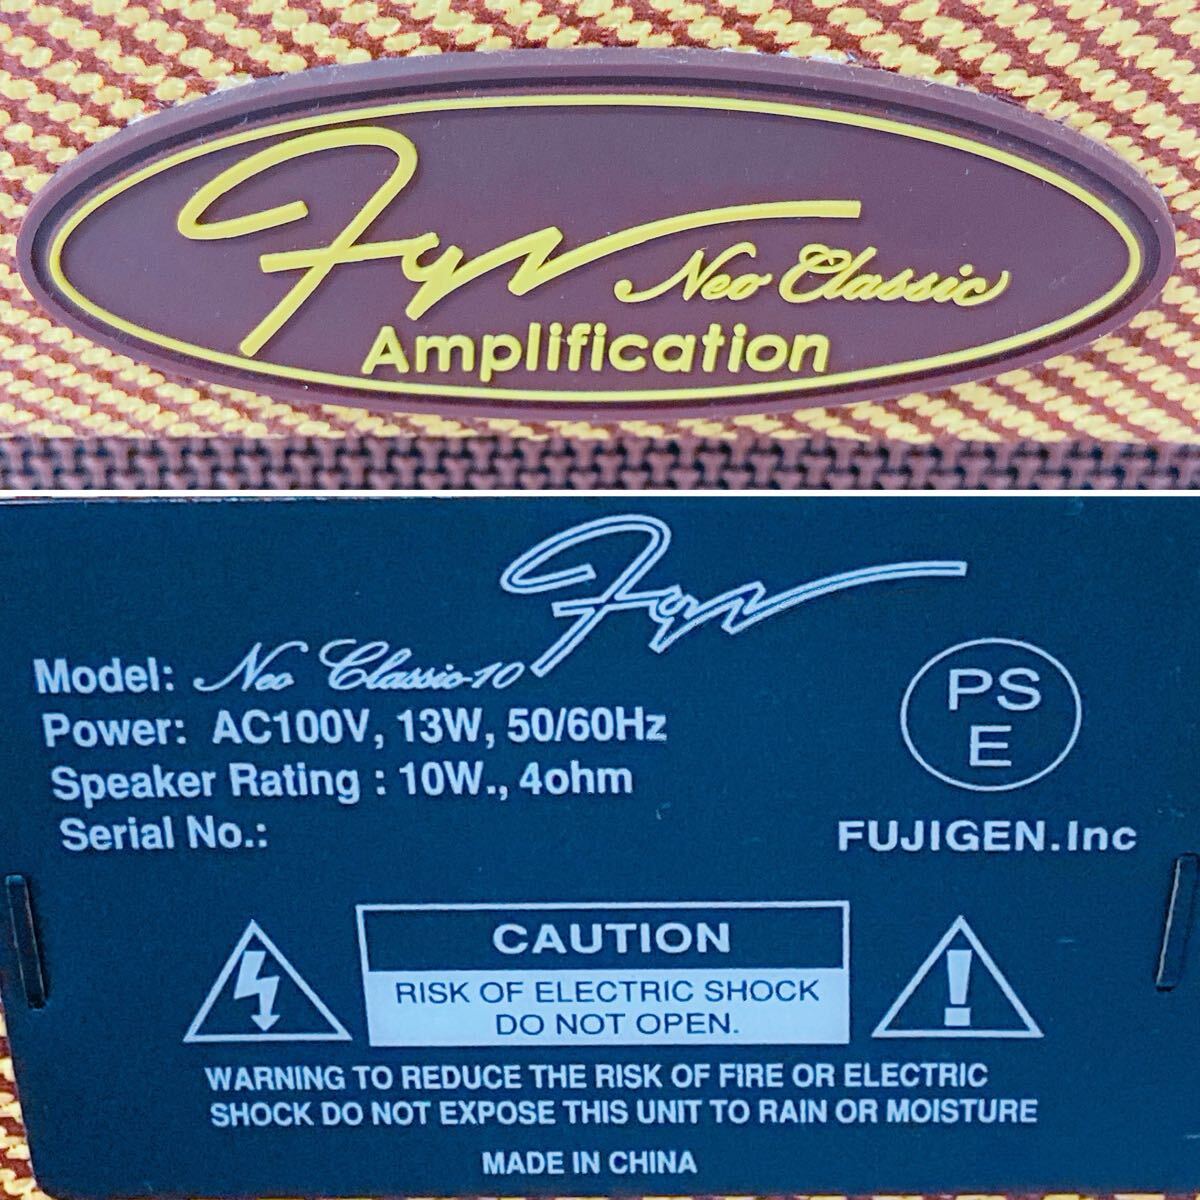 Fgn Neo Classic
Amplification
Fgn
Model: Neo Classic-10
Power: AC100V, 13W, 50/60Hz
Speaker Rating : 10W., 4ohm
Serial No.:
PS
E
FUJIGEN.Inc
CAUTION
RISK OF ELECTRIC SHOCK
DO NOT OPEN.
WARNING TO REDUCE THE RISK OF FIRE OR ELECTRIC
SHOCK DO NOT EXPOSE THIS UNIT TO RAIN OR MOISTURE
MADE IN CHINA